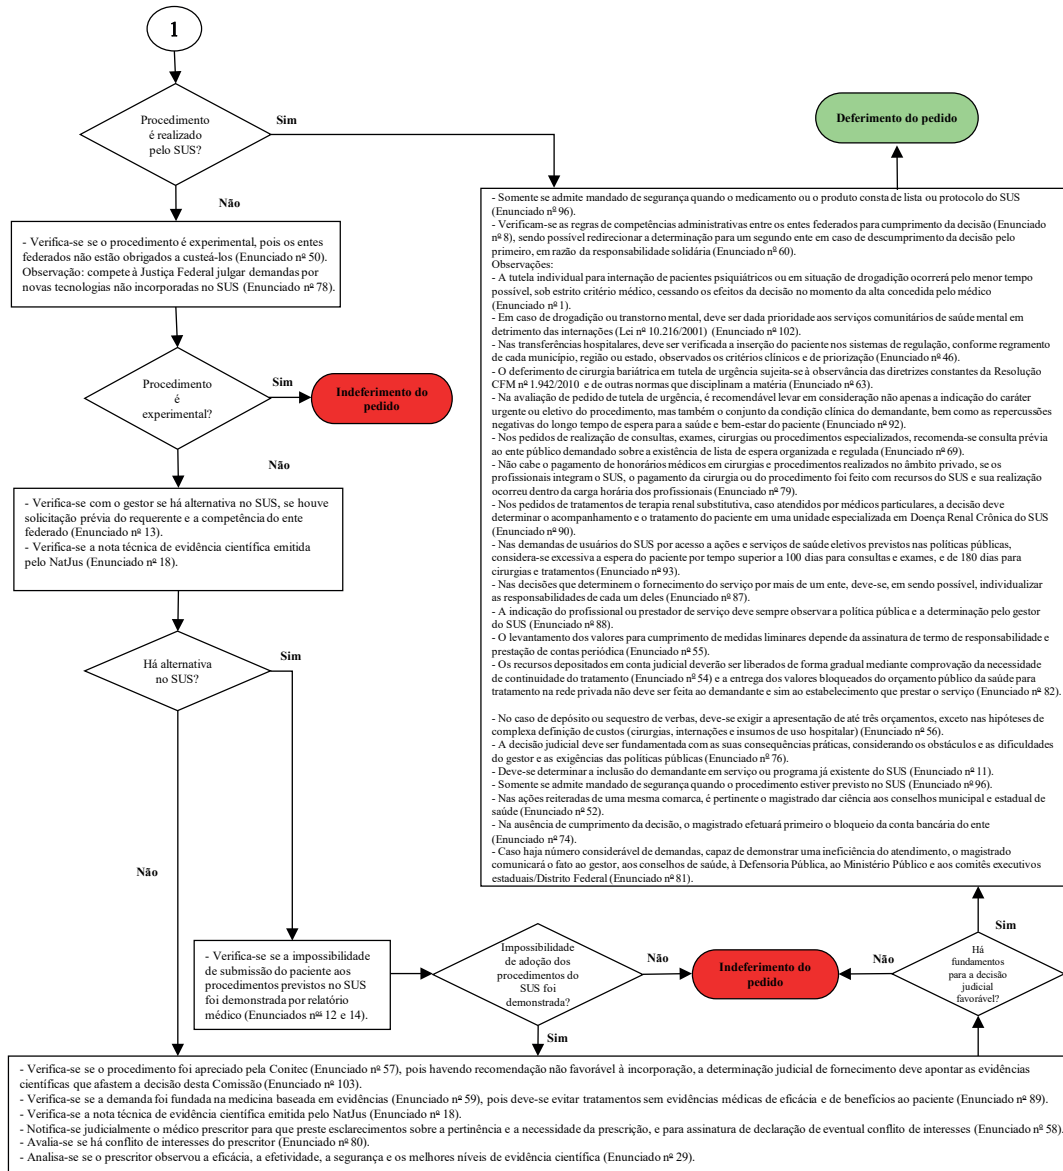 1
Procedimento
é realizado
pelo SUS?
Sim
Não
Deferimento do pedido
- Verifica-se se o procedimento é experimental, pois os entes
federados não estão obrigados a custeá-los (Enunciado nº 50).
Observação: compete à Justiça Federal julgar demandas por
novas tecnologias não incorporadas no SUS (Enunciado nº 78).
Procedimento
é
experimental?
Sim
Indeferimento do
pedido
Não
- Verifica-se com o gestor se há alternativa no SUS, se houve
solicitação prévia do requerente e a competência do ente
federado (Enunciado nº 13).
- Verifica-se a nota técnica de evidência científica emitida
pelo NatJus (Enunciado nº 18).
Há alternativa
no SUS?
Sim
Não
- Somente se admite mandado de segurança quando o medicamento ou o produto consta de lista ou protocolo do SUS
(Enunciado nº 96).
- Verificam-se as regras de competências administrativas entre os entes federados para cumprimento da decisão (Enunciado
nº 8), sendo possível redirecionar a determinação para um segundo ente em caso de descumprimento da decisão pelo
primeiro, em razão da responsabilidade solidária (Enunciado nº 60).
Observações:
- A tutela individual para internação de pacientes psiquiátricos ou em situação de drogadição ocorrerá pelo menor tempo
possível, sob estrito critério médico, cessando os efeitos da decisão no momento da alta concedida pelo médico
(Enunciado nº 1).
- Em caso de drogadição ou transtorno mental, deve ser dada prioridade aos serviços comunitários de saúde mental em
detrimento das internações (Lei nº 10.216/2001) (Enunciado nº 102).
- Nas transferências hospitalares, deve ser verificada a inserção do paciente nos sistemas de regulação, conforme regramento
de cada município, região ou estado, observados os critérios clínicos e de priorização (Enunciado nº 46).
- O deferimento de cirurgia bariátrica em tutela de urgência sujeita-se à observância das diretrizes constantes da Resolução
CFM nº 1.942/2010 e de outras normas que disciplinam a matéria (Enunciado nº 63).
- Na avaliação de pedido de tutela de urgência, é recomendável levar em consideração não apenas a indicação do caráter
urgente ou eletivo do procedimento, mas também o conjunto da condição clínica do demandante, bem como as repercussões
negativas do longo tempo de espera para a saúde e bem-estar do paciente (Enunciado nº 92).
- Nos pedidos de realização de consultas, exames, cirurgias ou procedimentos especializados, recomenda-se consulta prévia
ao ente público demandado sobre a existência de lista de espera organizada e regulada (Enunciado nº 69).
- Não cabe o pagamento de honorários médicos em cirurgias e procedimentos realizados no âmbito privado, se os
profissionais integram o SUS, o pagamento da cirurgia ou do procedimento foi feito com recursos do SUS e sua realização
ocorreu dentro da carga horária dos profissionais (Enunciado nº 79).
- Nos pedidos de tratamentos de terapia renal substitutiva, caso atendidos por médicos particulares, a decisão deve
determinar o acompanhamento e o tratamento do paciente em uma unidade especializada em Doença Renal Crônica do SUS
(Enunciado nº 90).
- Nas demandas de usuários do SUS por acesso a ações e serviços de saúde eletivos previstos nas políticas públicas,
considera-se excessiva a espera do paciente por tempo superior a 100 dias para consultas e exames, e de 180 dias para
cirurgias e tratamentos (Enunciado nº 93).
- Nas decisões que determinem o fornecimento do serviço por mais de um ente, deve-se, em sendo possível, individualizar
as responsabilidades de cada um deles (Enunciado nº 87).
- A indicação do profissional ou prestador de serviço deve sempre observar a política pública e a determinação pelo gestor
do SUS (Enunciado nº 88).
- O levantamento dos valores para cumprimento de medidas liminares depende da assinatura de termo de responsabilidade e
prestação de contas periódica (Enunciado nº 55).
- Os recursos depositados em conta judicial deverão ser liberados de forma gradual mediante comprovação da necessidade
de continuidade do tratamento (Enunciado nº 54) e a entrega dos valores bloqueados do orçamento público da saúde para
tratamento na rede privada não deve ser feita ao demandante e sim ao estabelecimento que prestar o serviço (Enunciado nº 82).
- No caso de depósito ou sequestro de verbas, deve-se exigir a apresentação de até três orçamentos, exceto nas hipóteses de
complexa definição de custos (cirurgias, internações e insumos de uso hospitalar) (Enunciado nº 56).
- A decisão judicial deve ser fundamentada com as suas consequências práticas, considerando os obstáculos e as dificuldades
do gestor e as exigências das políticas públicas (Enunciado nº 76).
- Deve-se determinar a inclusão do demandante em serviço ou programa já existente do SUS (Enunciado nº 11).
- Somente se admite mandado de segurança quando o procedimento estiver previsto no SUS (Enunciado nº 96).
- Nas ações reiteradas de uma mesma comarca, é pertinente o magistrado dar ciência aos conselhos municipal e estadual de
saúde (Enunciado nº 52).
- Na ausência de cumprimento da decisão, o magistrado efetuará primeiro o bloqueio da conta bancária do ente
(Enunciado nº 74).
- Caso haja número considerável de demandas, capaz de demonstrar uma ineficiência do atendimento, o magistrado
comunicará o fato ao gestor, aos conselhos de saúde, à Defensoria Pública, ao Ministério Público e aos comitês executivos
estaduais/Distrito Federal (Enunciado nº 81).
- Verifica-se se a impossibilidade
de submissão do paciente aos
procedimentos previstos no SUS
foi demonstrada por relatório
médico (Enunciados nºs 12 e 14).
Impossibilidade
de adoção dos
procedimentos do
SUS foi
demonstrada?
Não
Sim
Indeferimento do
pedido
Não
Há
fundamentos
para a decisão
judicial
favorável?
Sim
- Verifica-se se o procedimento foi apreciado pela Conitec (Enunciado nº 57), pois havendo recomendação não favorável à incorporação, a determinação judicial de fornecimento deve apontar as evidências
científicas que afastem a decisão desta Comissão (Enunciado nº 103).
- Verifica-se se a demanda foi fundada na medicina baseada em evidências (Enunciado nº 59), pois deve-se evitar tratamentos sem evidências médicas de eficácia e de benefícios ao paciente (Enunciado nº 89).
- Verifica-se a nota técnica de evidência científica emitida pelo NatJus (Enunciado nº 18).
- Notifica-se judicialmente o médico prescritor para que preste esclarecimentos sobre a pertinência e a necessidade da prescrição, e para assinatura de declaração de eventual conflito de interesses (Enunciado nº 58).
- Avalia-se se há conflito de interesses do prescritor (Enunciado nº 80).
- Analisa-se se o prescritor observou a eficácia, a efetividade, a segurança e os melhores níveis de evidência científica (Enunciado nº 29).